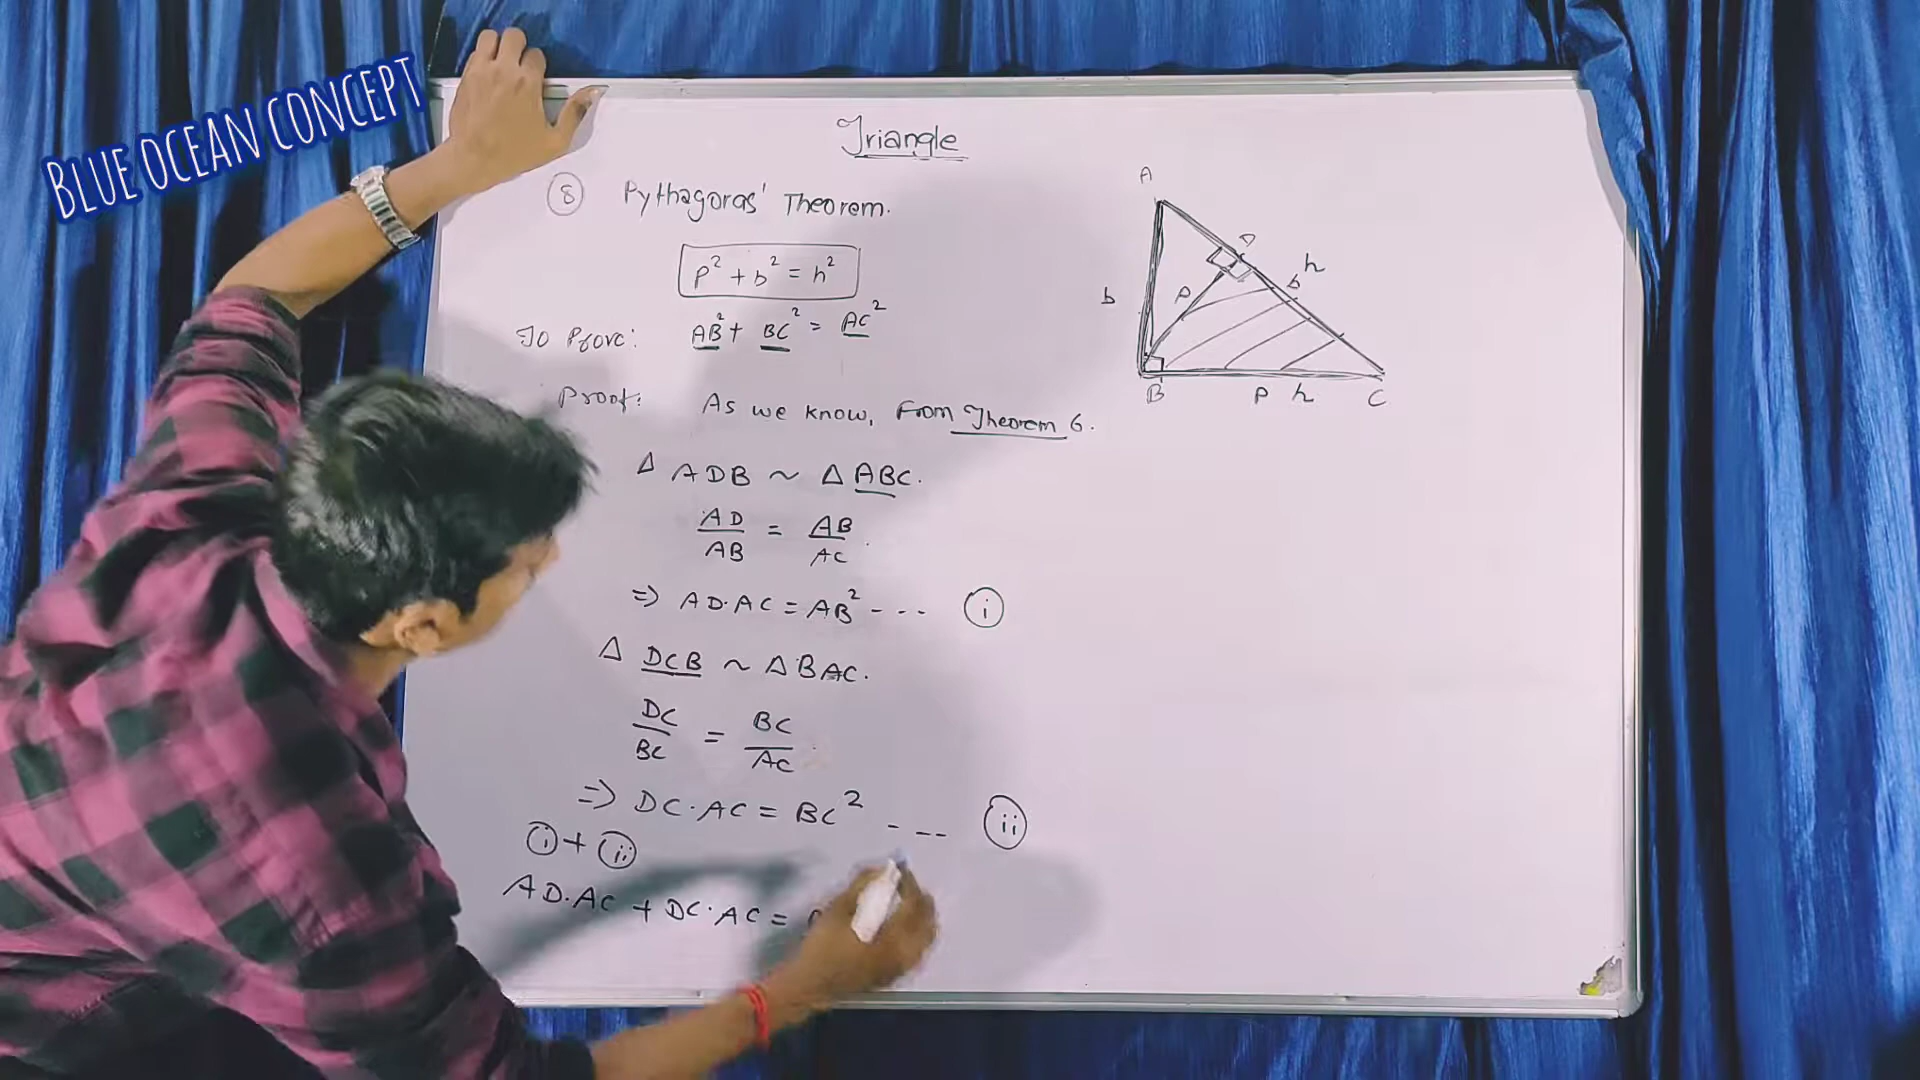 BLUE OCEAN CONCEPT
Triangle
8 Pythagoras' Theorem.
p² + b² = h²
To Prove: AB² + BC² = AC²
Proof: As we know, From Theorem 6.
Δ ADB ~ Δ ABC.
AD/AB = AB/AC.
=> AD·AC = AB² --- (i)
Δ DCB ~ Δ BAC.
DC/BC = BC/AC
=> DC·AC = BC² --- (ii)
(i) + (ii)
AD·AC + DC·AC =
A
D
h
b
p
b
B
p h
C